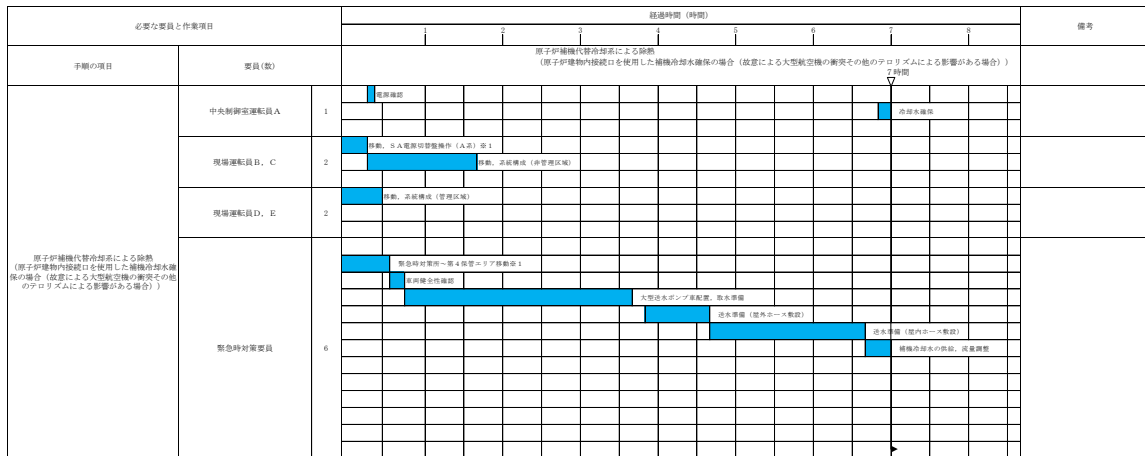 必要な要員と作業項目
経過時間（時間）
備考
1 2 3 4 5 6 7 8
手順の項目
要員(数)
原子炉補機代替冷却系による除熱
（原子炉建物内接続口を使用した補機冷却水確保の場合（故意による大型航空機の衝突その他のテロリズムによる影響がある場合））
7時間
原子炉補機代替冷却系による除熱
（原子炉建物内接続口を使用した補機冷却水確
保の場合（故意による大型航空機の衝突その他
のテロリズムによる影響がある場合））
中央制御室運転員A
1
電源確認
冷却水確保
現場運転員B，C
2
移動，SA電源切替盤操作（A系）※1
移動，系統構成（非管理区域）
現場運転員D，E
2
移動，系統構成（管理区域）
緊急時対策要員
6
緊急時対策所～第4保管エリア移動※1
車両健全性確認
大型送水ポンプ車配置，取水準備
送水準備（屋外ホース敷設）
送水準備（屋内ホース敷設）
補機冷却水の供給，流量調整